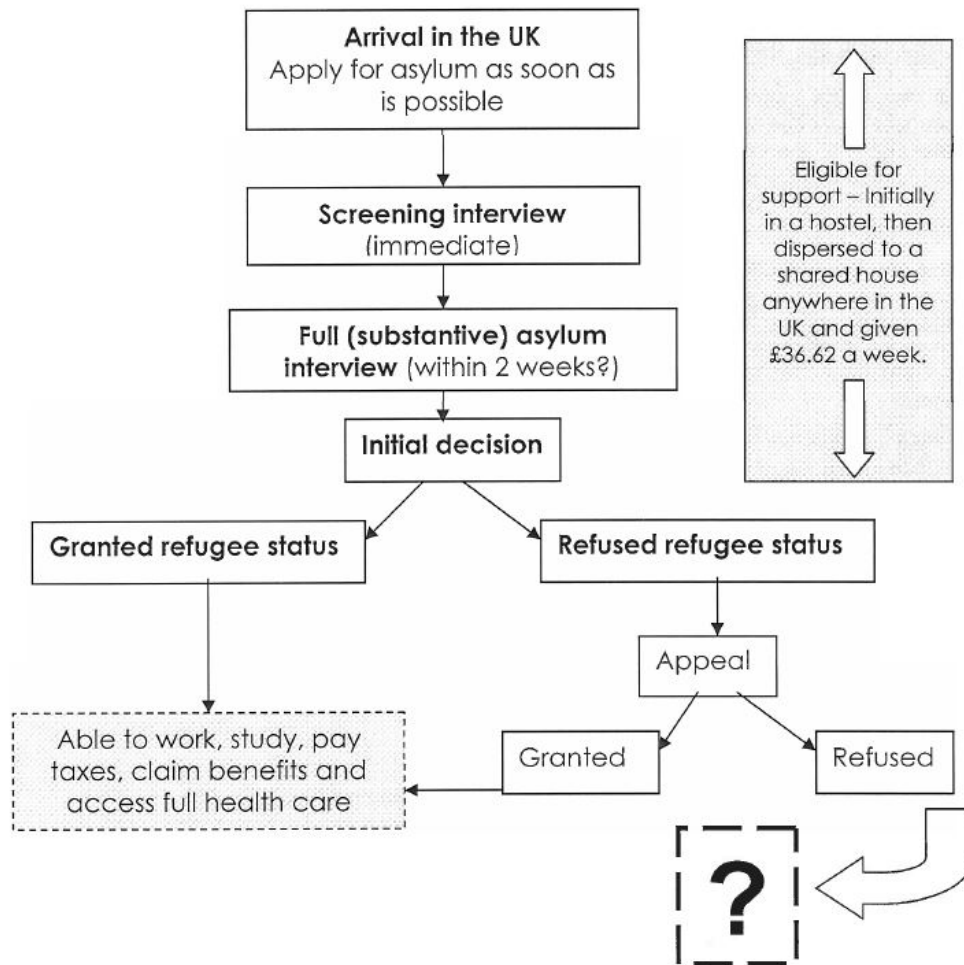 Arrival in the UK
Apply for asylum as soon as
is possible
Screening interview
(immediate)
Full (substantive) asylum
interview (within 2 weeks?)
Initial decision
Granted refugee status
Refused refugee status
Appeal
Granted
Refused
Able to work, study, pay
taxes, claim benefits and
access full health care
?
Eligible for
support – Initially
in a hostel, then
dispersed to a
shared house
anywhere in the
UK and given
£36.62 a week.